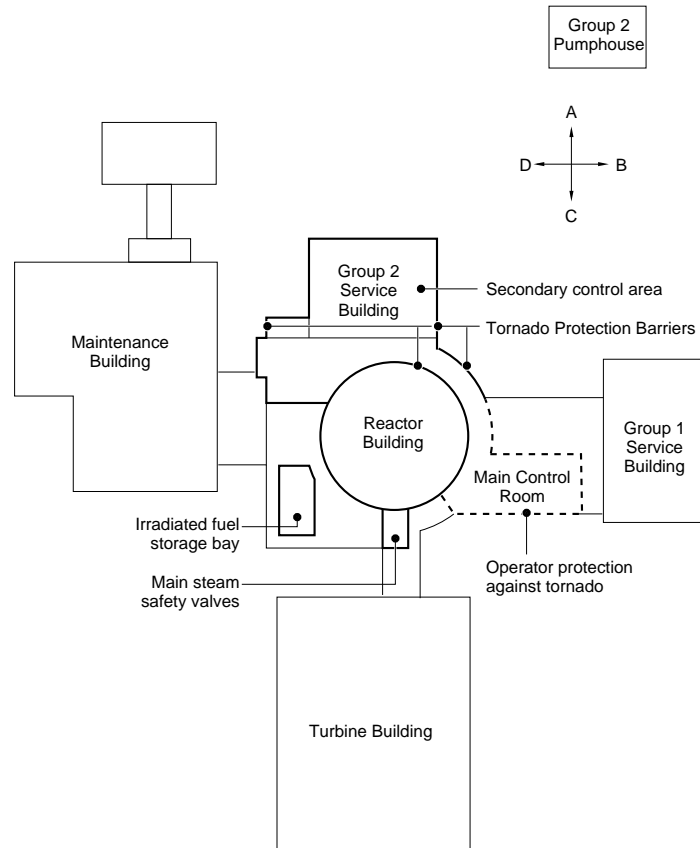 Group 2
Pumphouse
A
D
B
C
Group 2
Service
Building
Secondary control area
Tornado Protection Barriers
Maintenance
Building
Reactor
Building
Group 1
Service
Building
Main Control
Room
Irradiated fuel
storage bay
Operator protection
against tornado
Main steam
safety valves
Turbine Building